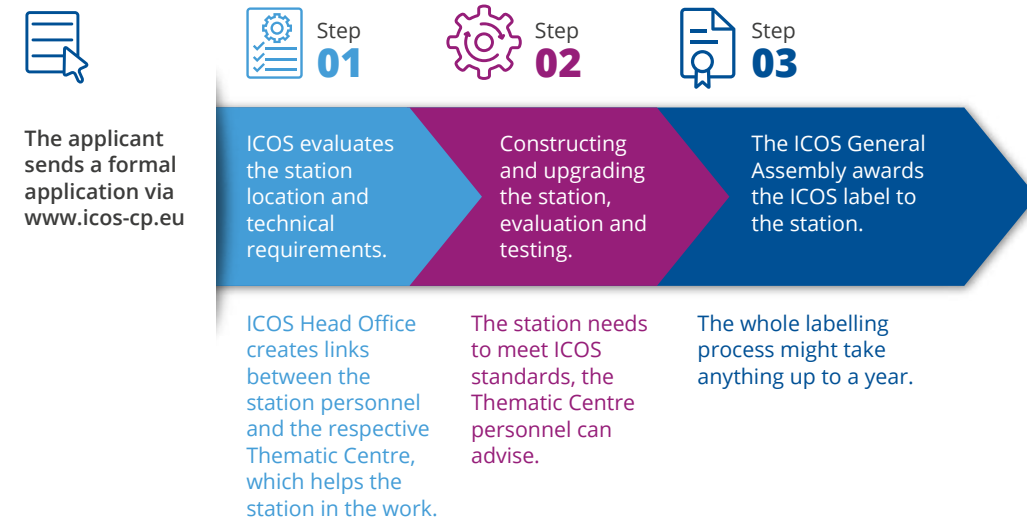 The applicant
sends a formal
application via
www.icos-cp.eu
Step
01
ICOS evaluates
the station
location and
technical
requirements.
ICOS Head Office
creates links
between the
station personnel
and the respective
Thematic Centre,
which helps the
station in the work.
Step
02
Constructing
and upgrading
the station,
evaluation and
testing.
The station needs
to meet ICOS
standards, the
Thematic Centre
personnel can
advise.
Step
03
The ICOS General
Assembly awards
the ICOS label to
the station.
The whole labelling
process might take
anything up to a year.